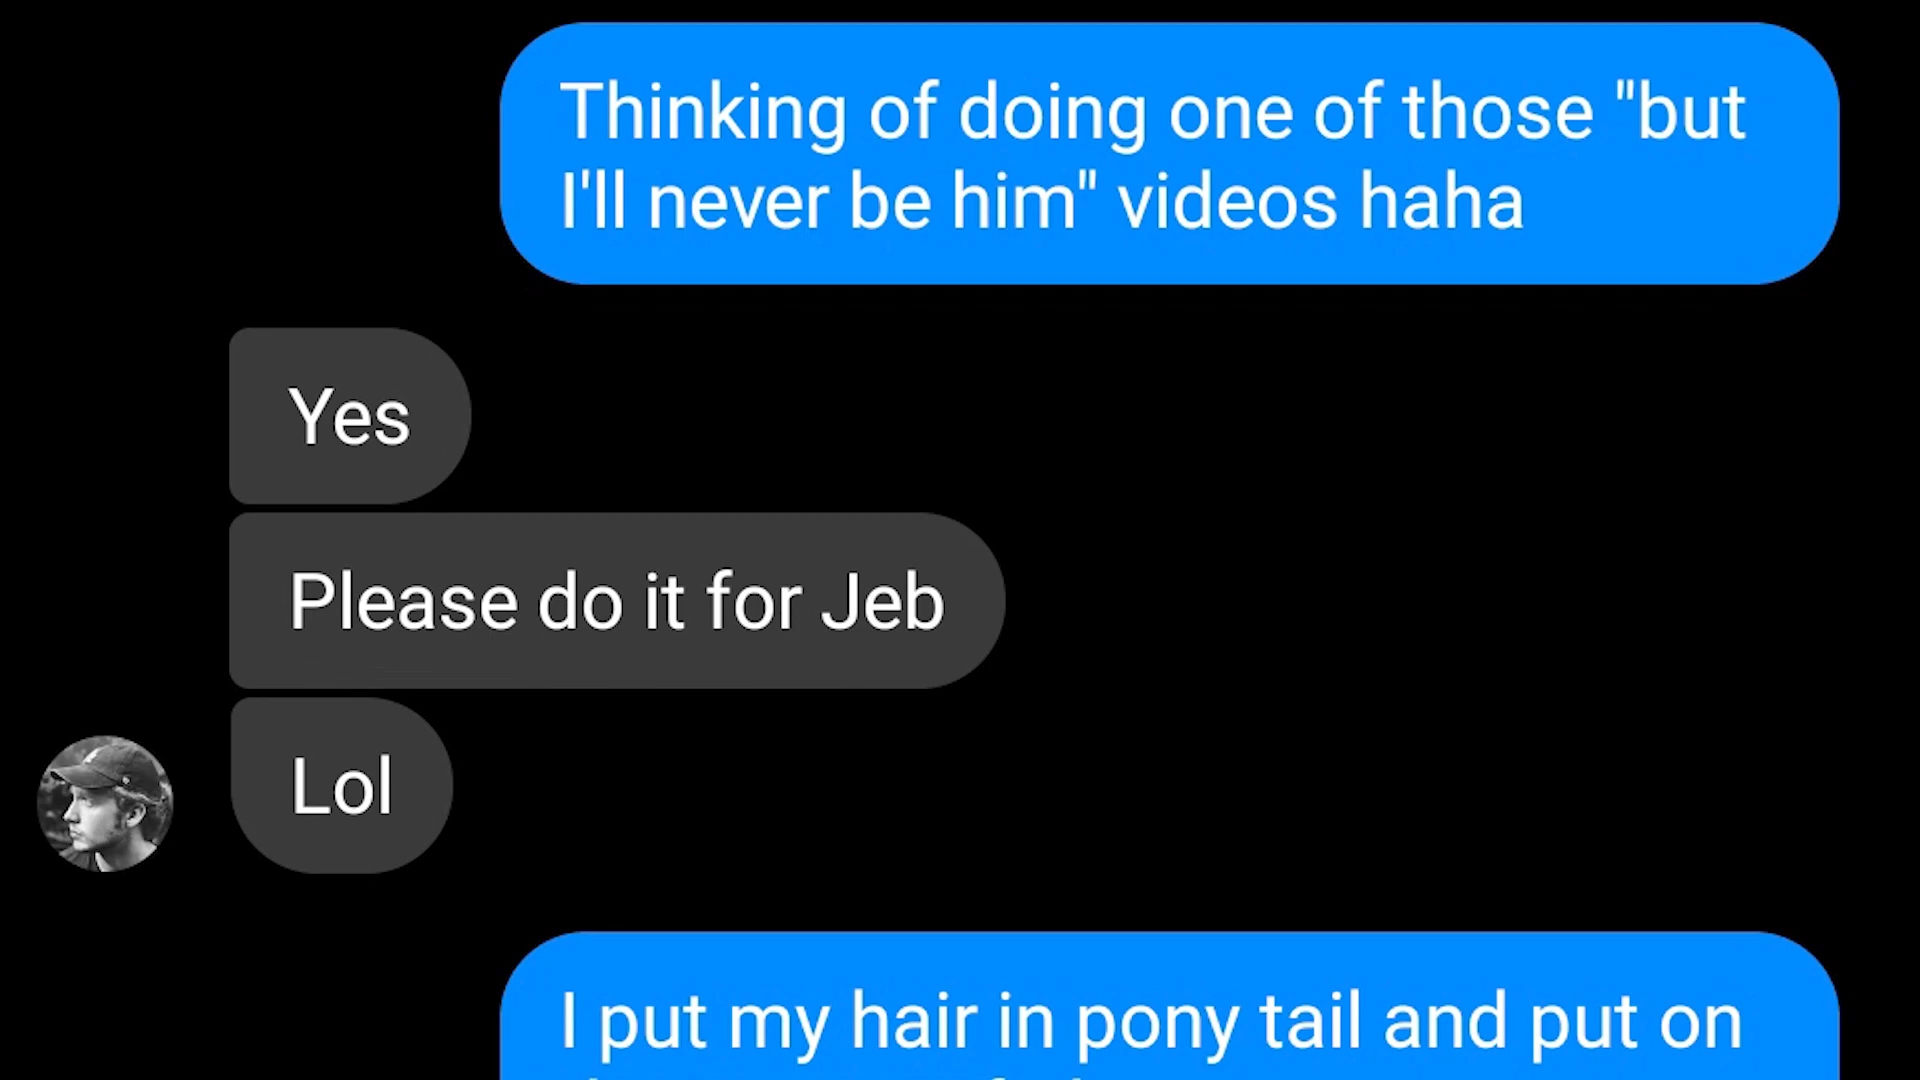 Thinking of doing one of those "but
I'll never be him" videos haha
Yes
Please do it for Jeb
Lol
I put my hair in pony tail and put on